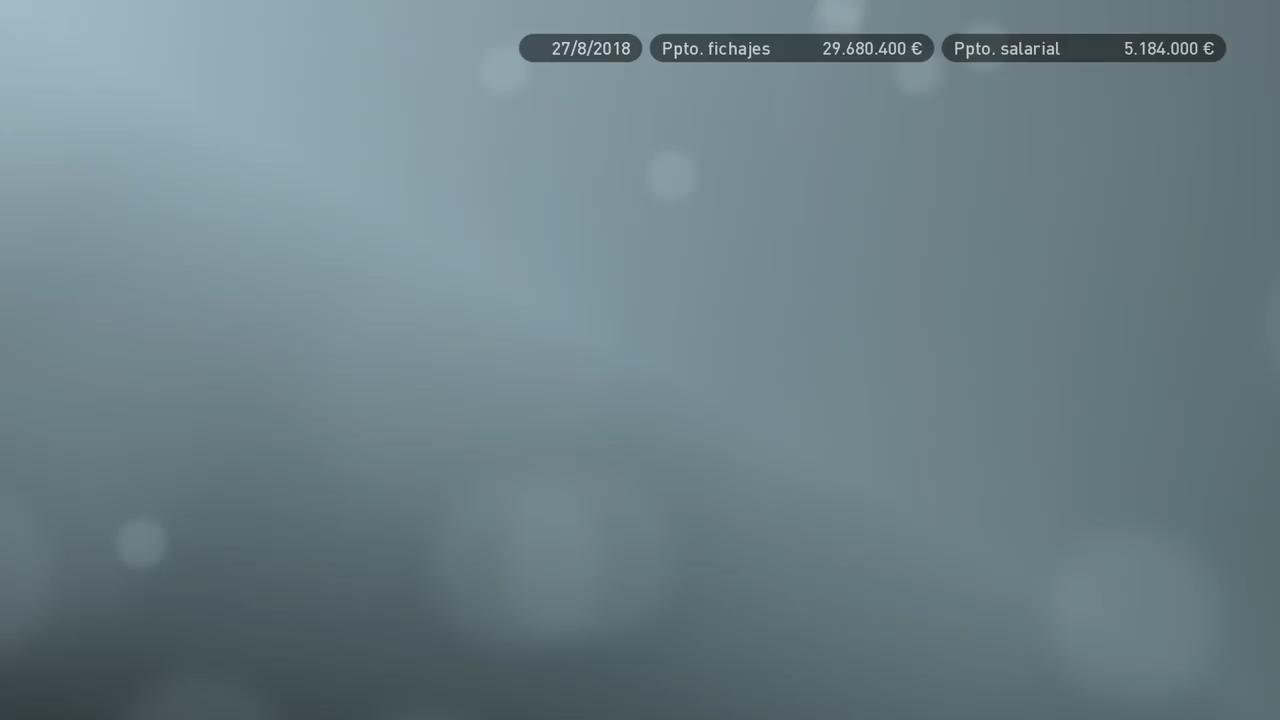 27/8/2018 Ppto. fichajes 29.680.400 € Ppto. salarial 5.184.000 €